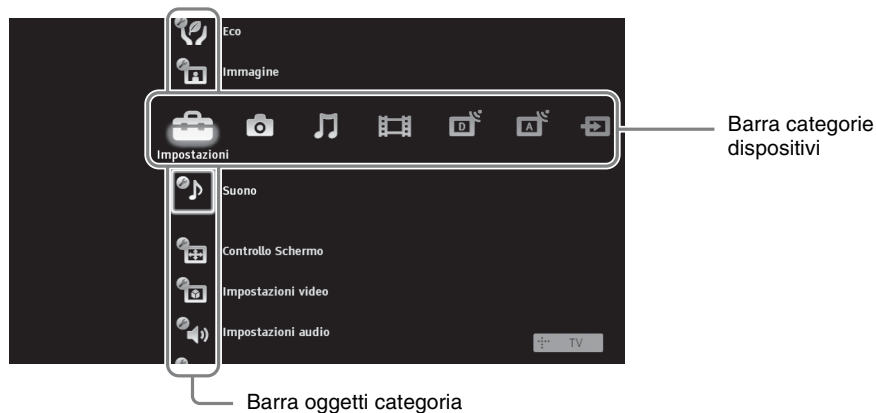 Eco
Immagine
Impostazioni
Barra categorie
dispositivi
D
A
Suono
Controllo Schermo
Impostazioni video
Impostazioni audio
TV
Barra oggetti categoria